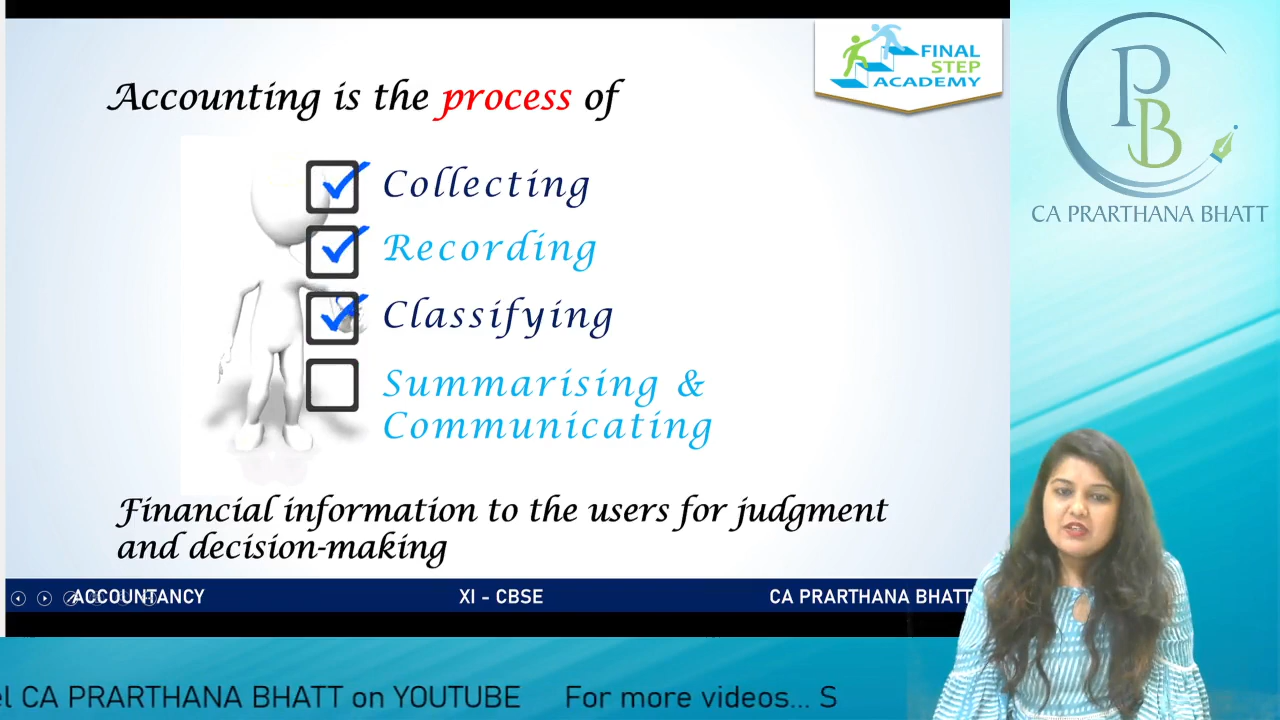 Accounting is the process of
Collecting
Recording
Classifying
Summarising &
Communicating
Financial information to the users for judgment
and decision-making
FINAL
STEP
ACADEMY
ACCOUNTANCY
XI - CBSE
CA PRARTHANA BHATT
PB
CA PRARTHANA BHATT
el CA PRARTHANA BHATT on YOUTUBE
For more videos... S